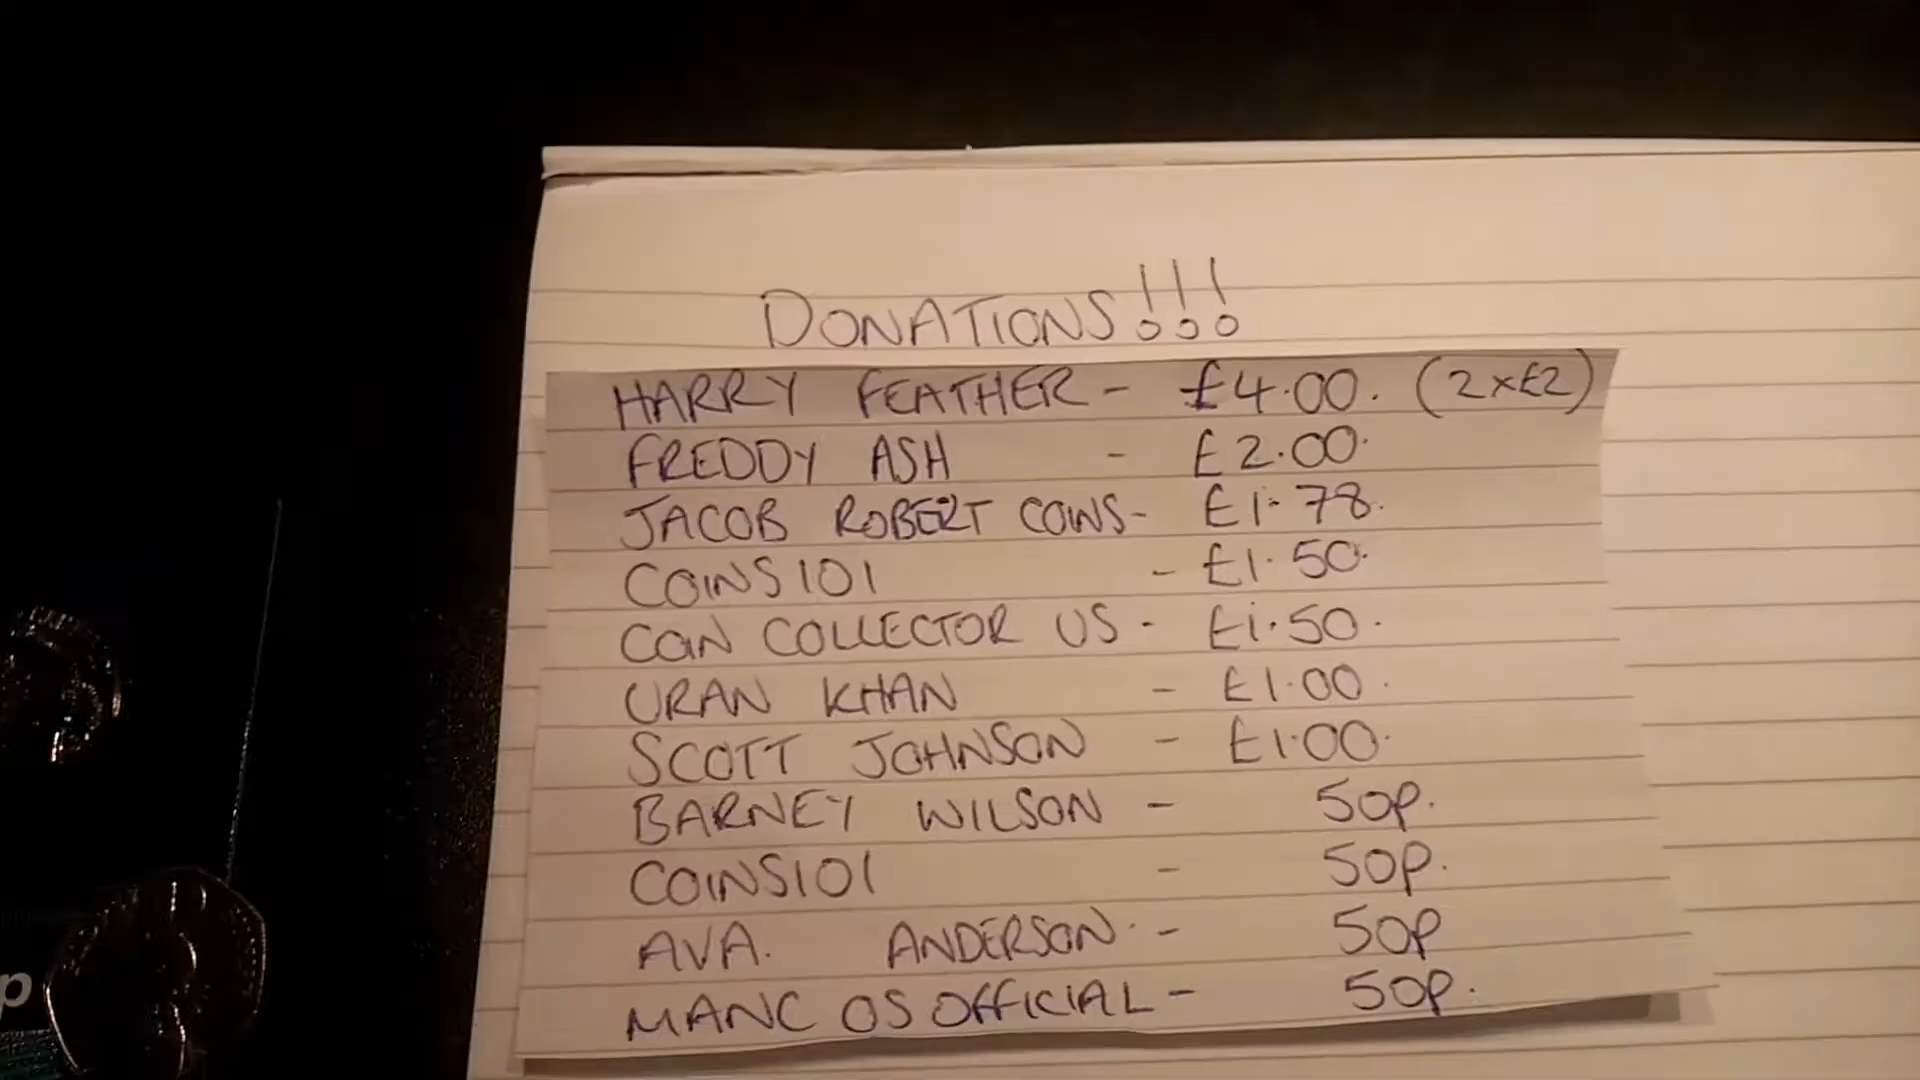 DONATIONS!!!
HARRY FEATHER - £4.00. (2x£2)
FREDDY ASH - £2.00.
JACOB ROBERT COINS - £1.78.
COINS101 - £1.50.
COIN COLLECTOR US - £1.50.
URAN KHAN - £1.00.
SCOTT JOHNSON - £1.00.
BARNEY WILSON - 50p.
COINS101 - 50p.
AVA. ANDERSON - 50p
MANC OS OFFICIAL - 50p.
p